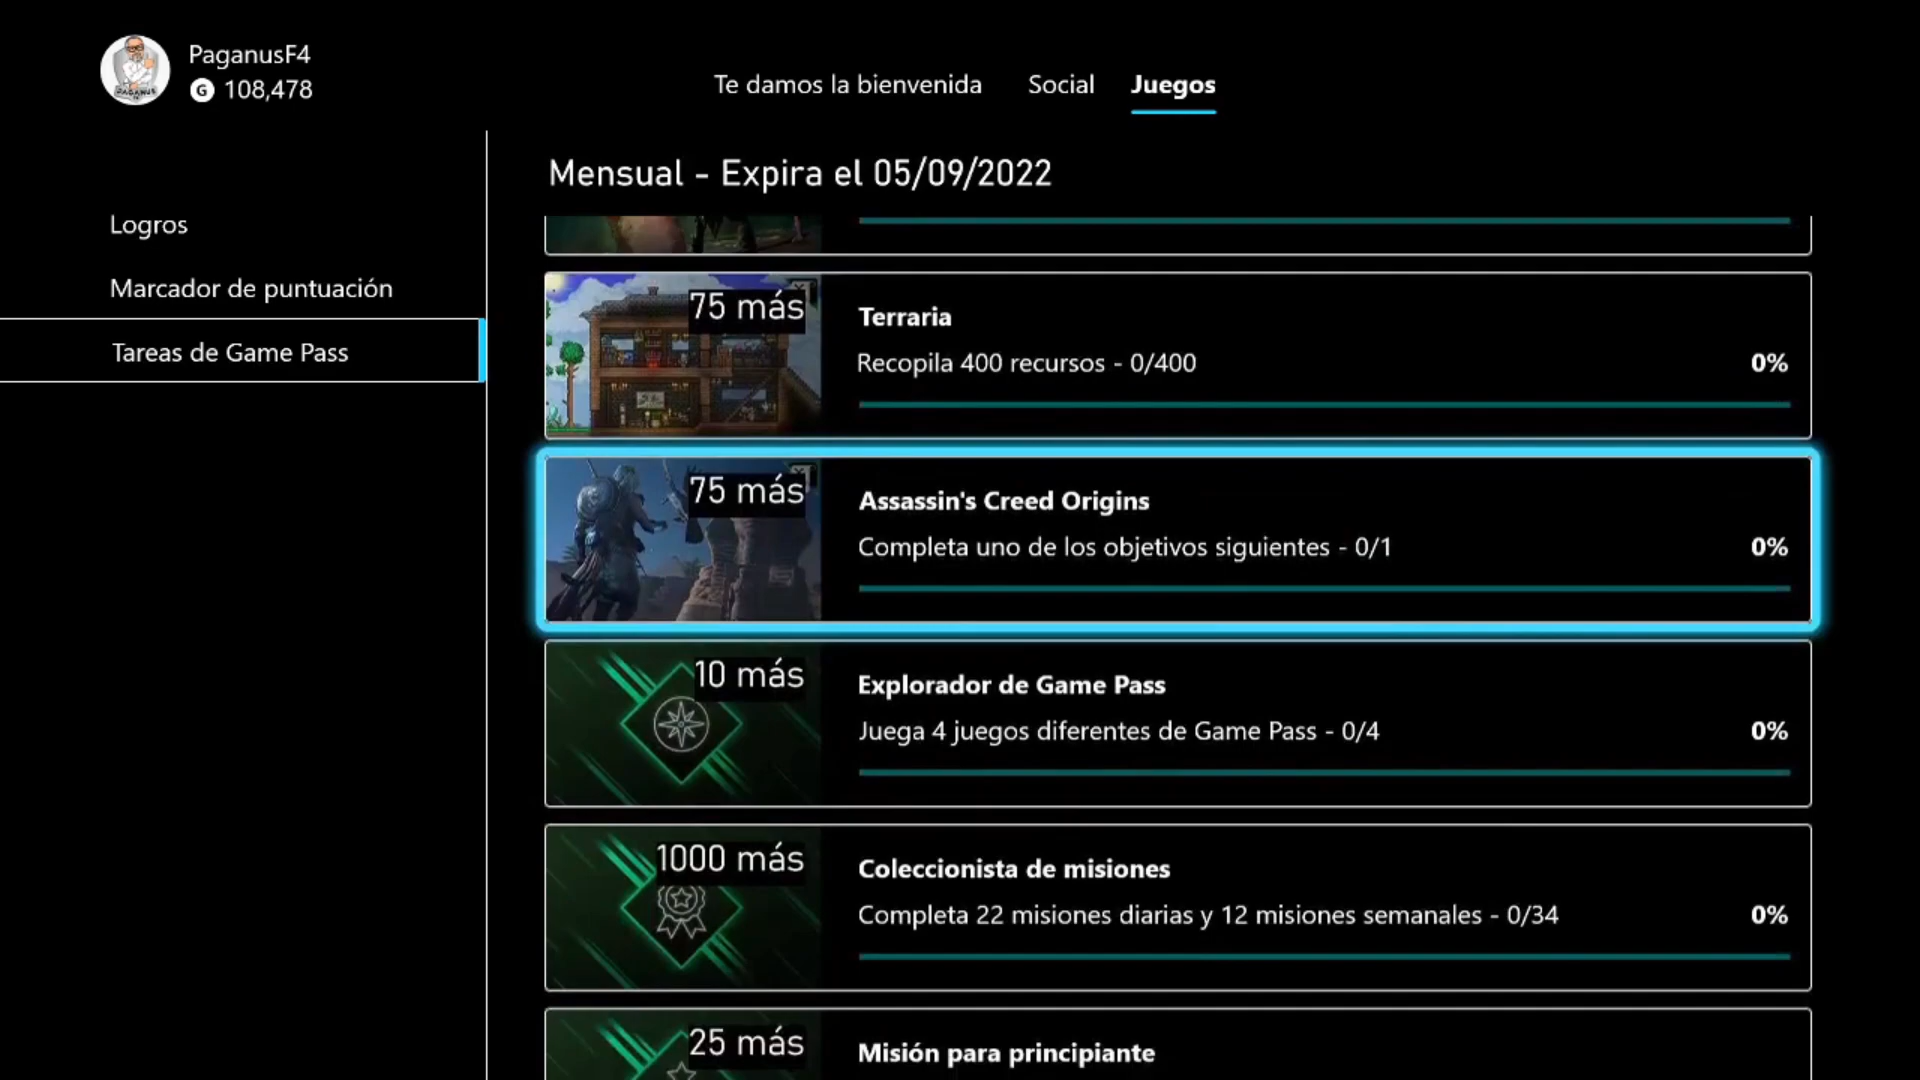 PaganusF4
G 108,478
Te damos la bienvenida
Social
Juegos
Logros
Marcador de puntuación
Tareas de Game Pass
Mensual - Expira el 05/09/2022
75 más
Terraria
Recopila 400 recursos - 0/400
0%
75 más
Assassin's Creed Origins
Completa uno de los objetivos siguientes - 0/1
0%
10 más
Explorador de Game Pass
Juega 4 juegos diferentes de Game Pass - 0/4
0%
1000 más
Coleccionista de misiones
Completa 22 misiones diarias y 12 misiones semanales - 0/34
0%
25 más
Misión para principiante